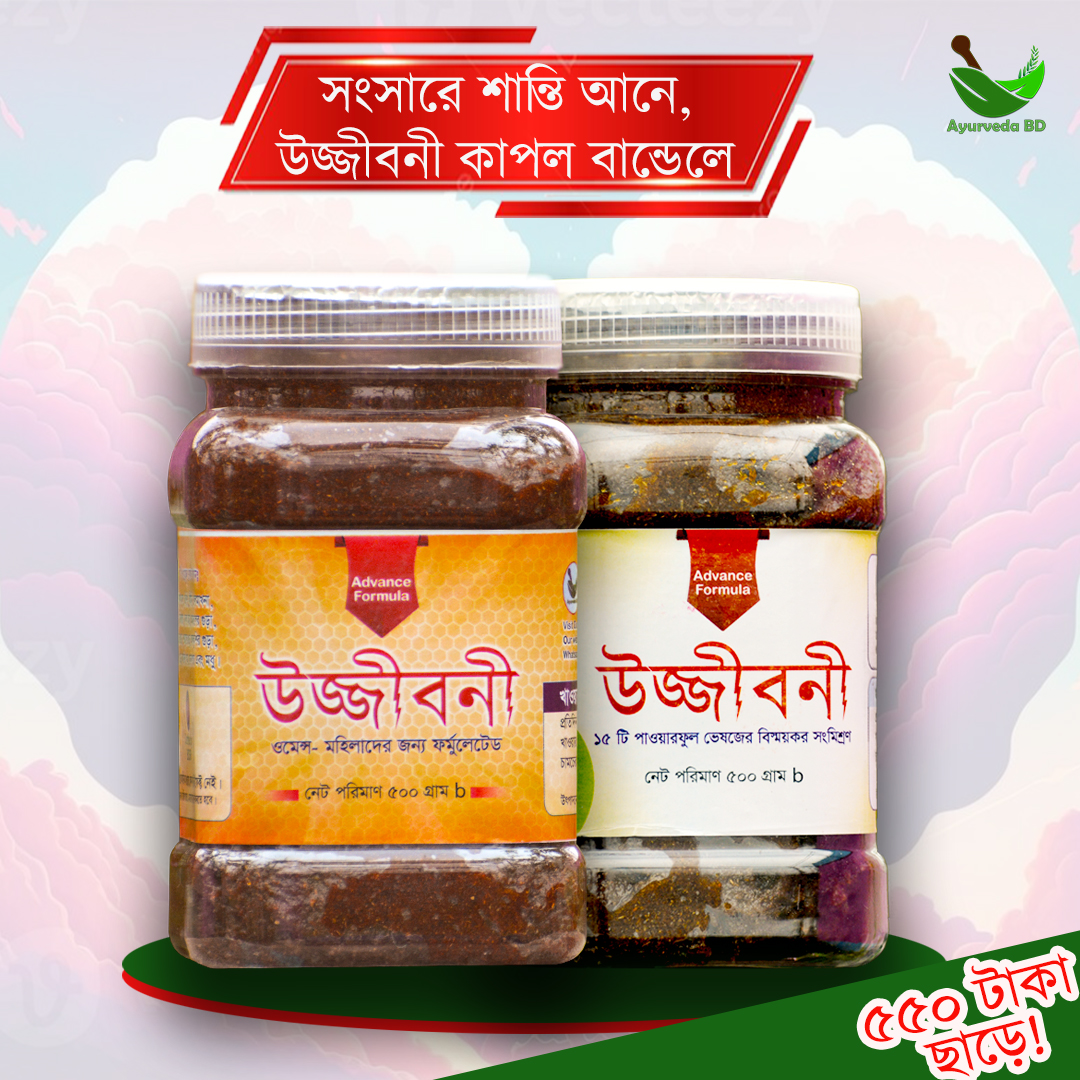 সংসারে শান্তি আনে,
উজ্জীবনী কাপল বান্ডেলে
Ayurveda BD
Advance
Formula
উজ্জীবনী
ওমেন্স- মহিলাদের জন্য ফর্মুলেটেড
নেট পরিমাণ ৫০০ গ্রাম b
Advance
Formula
উজ্জীবনী
১৫ টি পাওয়ারফুল ভেষজের বিস্ময়কর সংমিশ্রণ
নেট পরিমাণ ৫০০ গ্রাম b
৫৫০ টাকা
ছাড়ে!